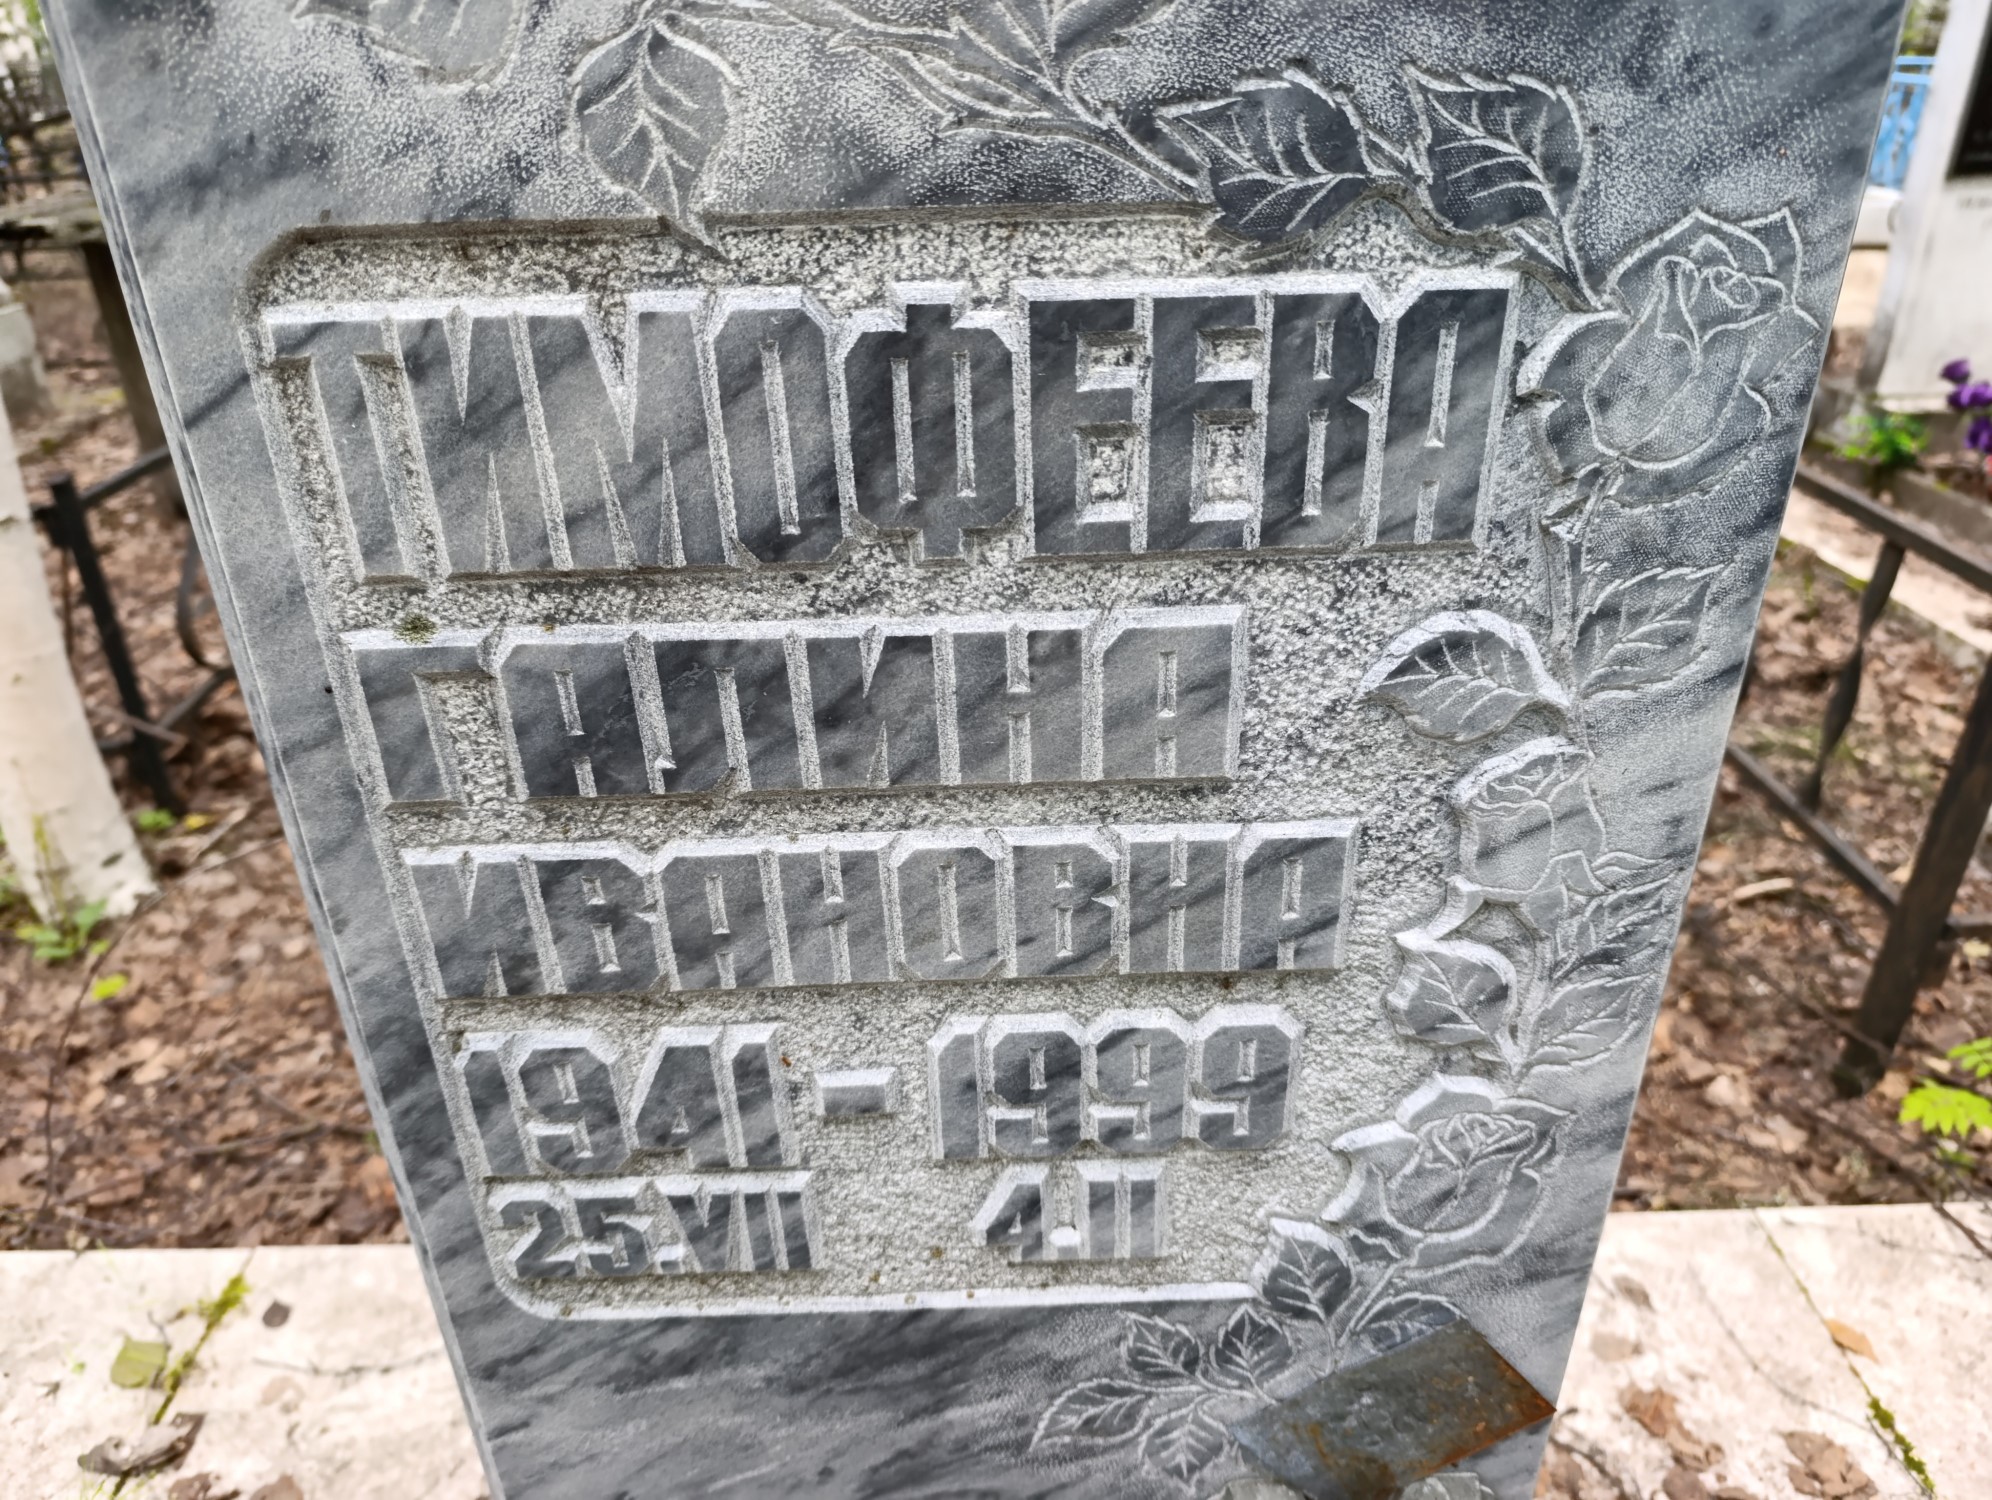 ТИМОФЕЕВА
ГАЛИНА
ИВАНОВНА
1941 - 1999
25.VII 4.II